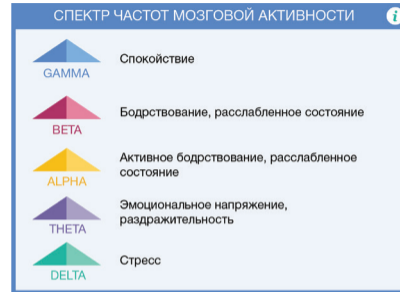 СПЕКТР ЧАСТОТ МОЗГОВОЙ АКТИВНОСТИ i
GAMMA
Спокойствие
BETA
Бодрствование, расслабленное состояние
ALPHA
Активное бодрствование, расслабленное
состояние
THETA
Эмоциональное напряжение,
раздражительность
DELTA
Стресс